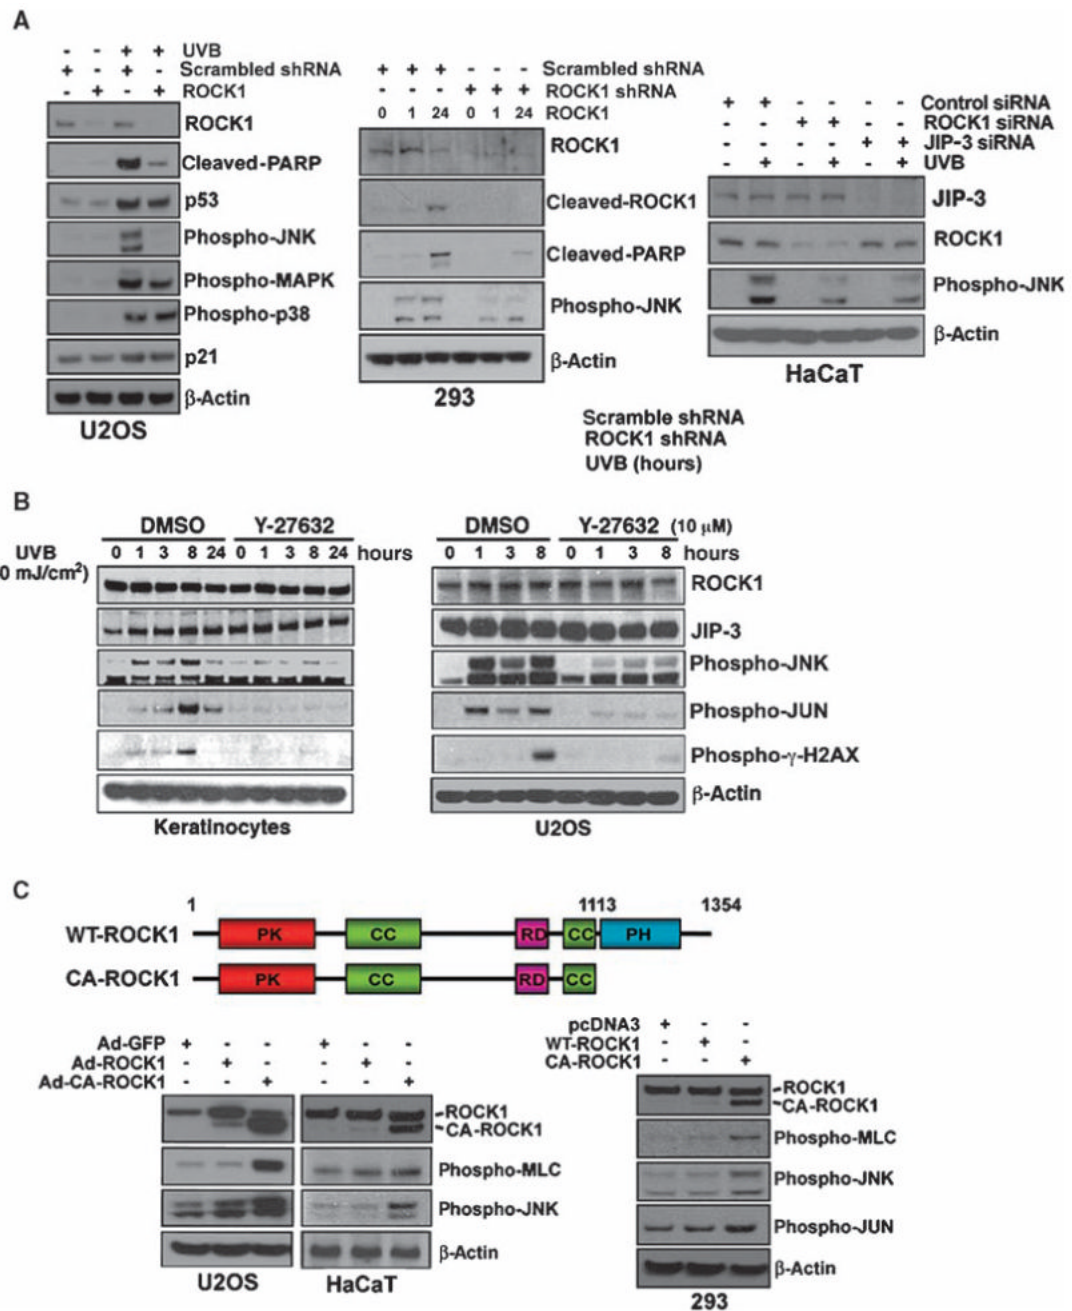 A
- - + + UVB
+ - + - Scrambled shRNA
- + - + ROCK1
ROCK1
Cleaved-PARP
p53
Phospho-JNK
Phospho-MAPK
Phospho-p38
p21
β-Actin
U2OS
+ + + - - - Scrambled shRNA
- - - + + + ROCK1 shRNA
0 1 24 0 1 24 ROCK1
ROCK1
Cleaved-ROCK1
Cleaved-PARP
Phospho-JNK
β-Actin
293
+ + - - - - Control siRNA
- - + + - - ROCK1 siRNA
- - - - + + JIP-3 siRNA
- + - + - + UVB
JIP-3
ROCK1
Phospho-JNK
β-Actin
HaCaT
Scramble shRNA
ROCK1 shRNA
UVB (hours)
B
DMSO Y-27632
UVB 0 1 3 8 24 0 1 3 8 24 hours
0 mJ/cm²)
Keratinocytes
DMSO Y-27632 (10 μM)
0 1 3 8 0 1 3 8 hours
ROCK1
JIP-3
Phospho-JNK
Phospho-JUN
Phospho-γ-H2AX
β-Actin
U2OS
C
1 1113 1354
WT-ROCK1 PK CC RD CC PH
CA-ROCK1 PK CC RD CC
Ad-GFP + - - + - -
Ad-ROCK1 - + - - + -
Ad-CA-ROCK1 - - + - - +
-ROCK1
-CA-ROCK1
Phospho-MLC
Phospho-JNK
β-Actin
U2OS HaCaT
pcDNA3 + - -
WT-ROCK1 - + -
CA-ROCK1 - - +
-ROCK1
-CA-ROCK1
Phospho-MLC
Phospho-JNK
Phospho-JUN
β-Actin
293